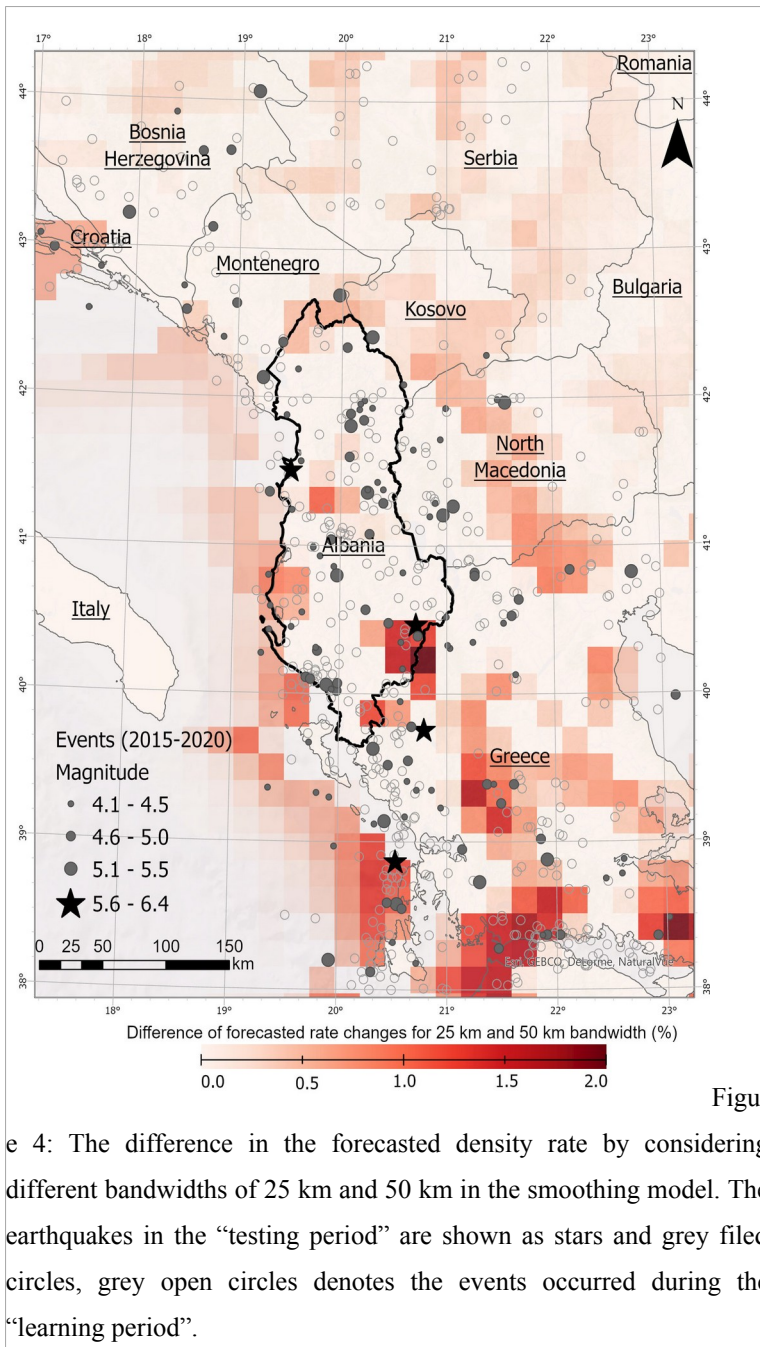 17° 18° 19° 20° 21° 22° 23°
Romania
44° 44°
N
Bosnia
Herzegovina
Serbia
Croatia
43° 43°
Montenegro
Bulgaria
Kosovo
42° 42°
North
Macedonia
41° 41°
Albania
Italy
40° 40°
Events (2015-2020)
Magnitude
Greece
4.1 - 4.5
4.6 - 5.0
39° 39°
5.1 - 5.5
5.6 - 6.4
0 25 50 100 150
km
Esri, GEBCO, DeLorme, NaturalVue
38° 38°
18° 19° 20° 21° 22° 23°
Difference of forecasted rate changes for 25 km and 50 km bandwidth (%)
0.0 0.5 1.0 1.5 2.0
Figu
e 4: The difference in the forecasted density rate by considering
different bandwidths of 25 km and 50 km in the smoothing model. The
earthquakes in the “testing period” are shown as stars and grey filed
circles, grey open circles denotes the events occurred during the
“learning period”.